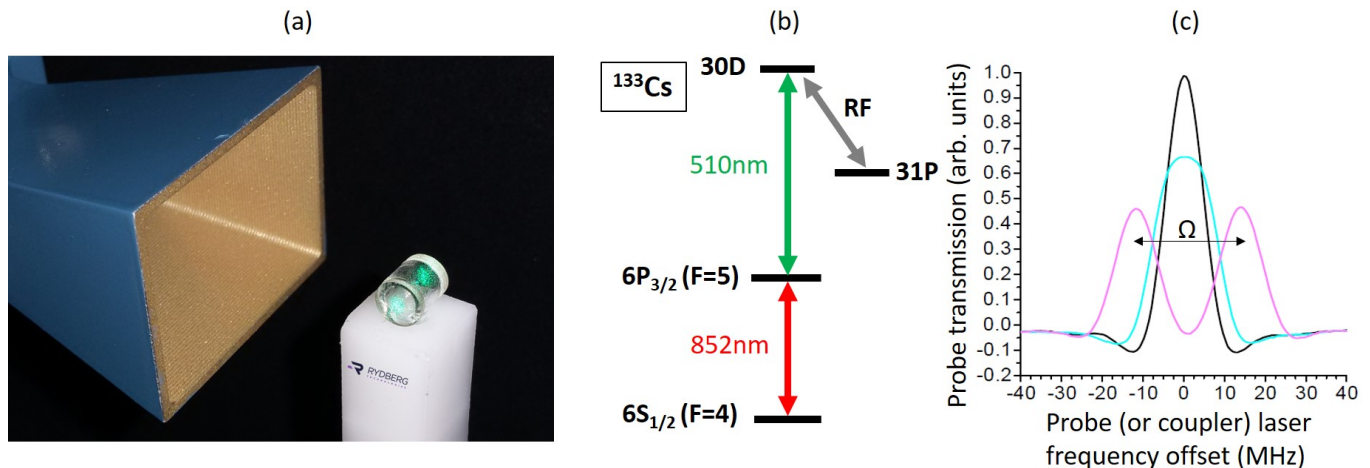 (a)
(b)
(c)
RYDBERG
TECHNOLOGIES
133Cs
30D
RF
510nm
31P
6P3/2 (F=5)
852nm
6S1/2 (F=4)
Probe transmission (arb. units)
1.0
0.9
0.8
0.7
0.6
0.5
0.4
0.3
0.2
0.1
0.0
-0.1
-0.2
Ω
-40 -30 -20 -10 0 10 20 30 40
Probe (or coupler) laser
frequency offset (MHz)